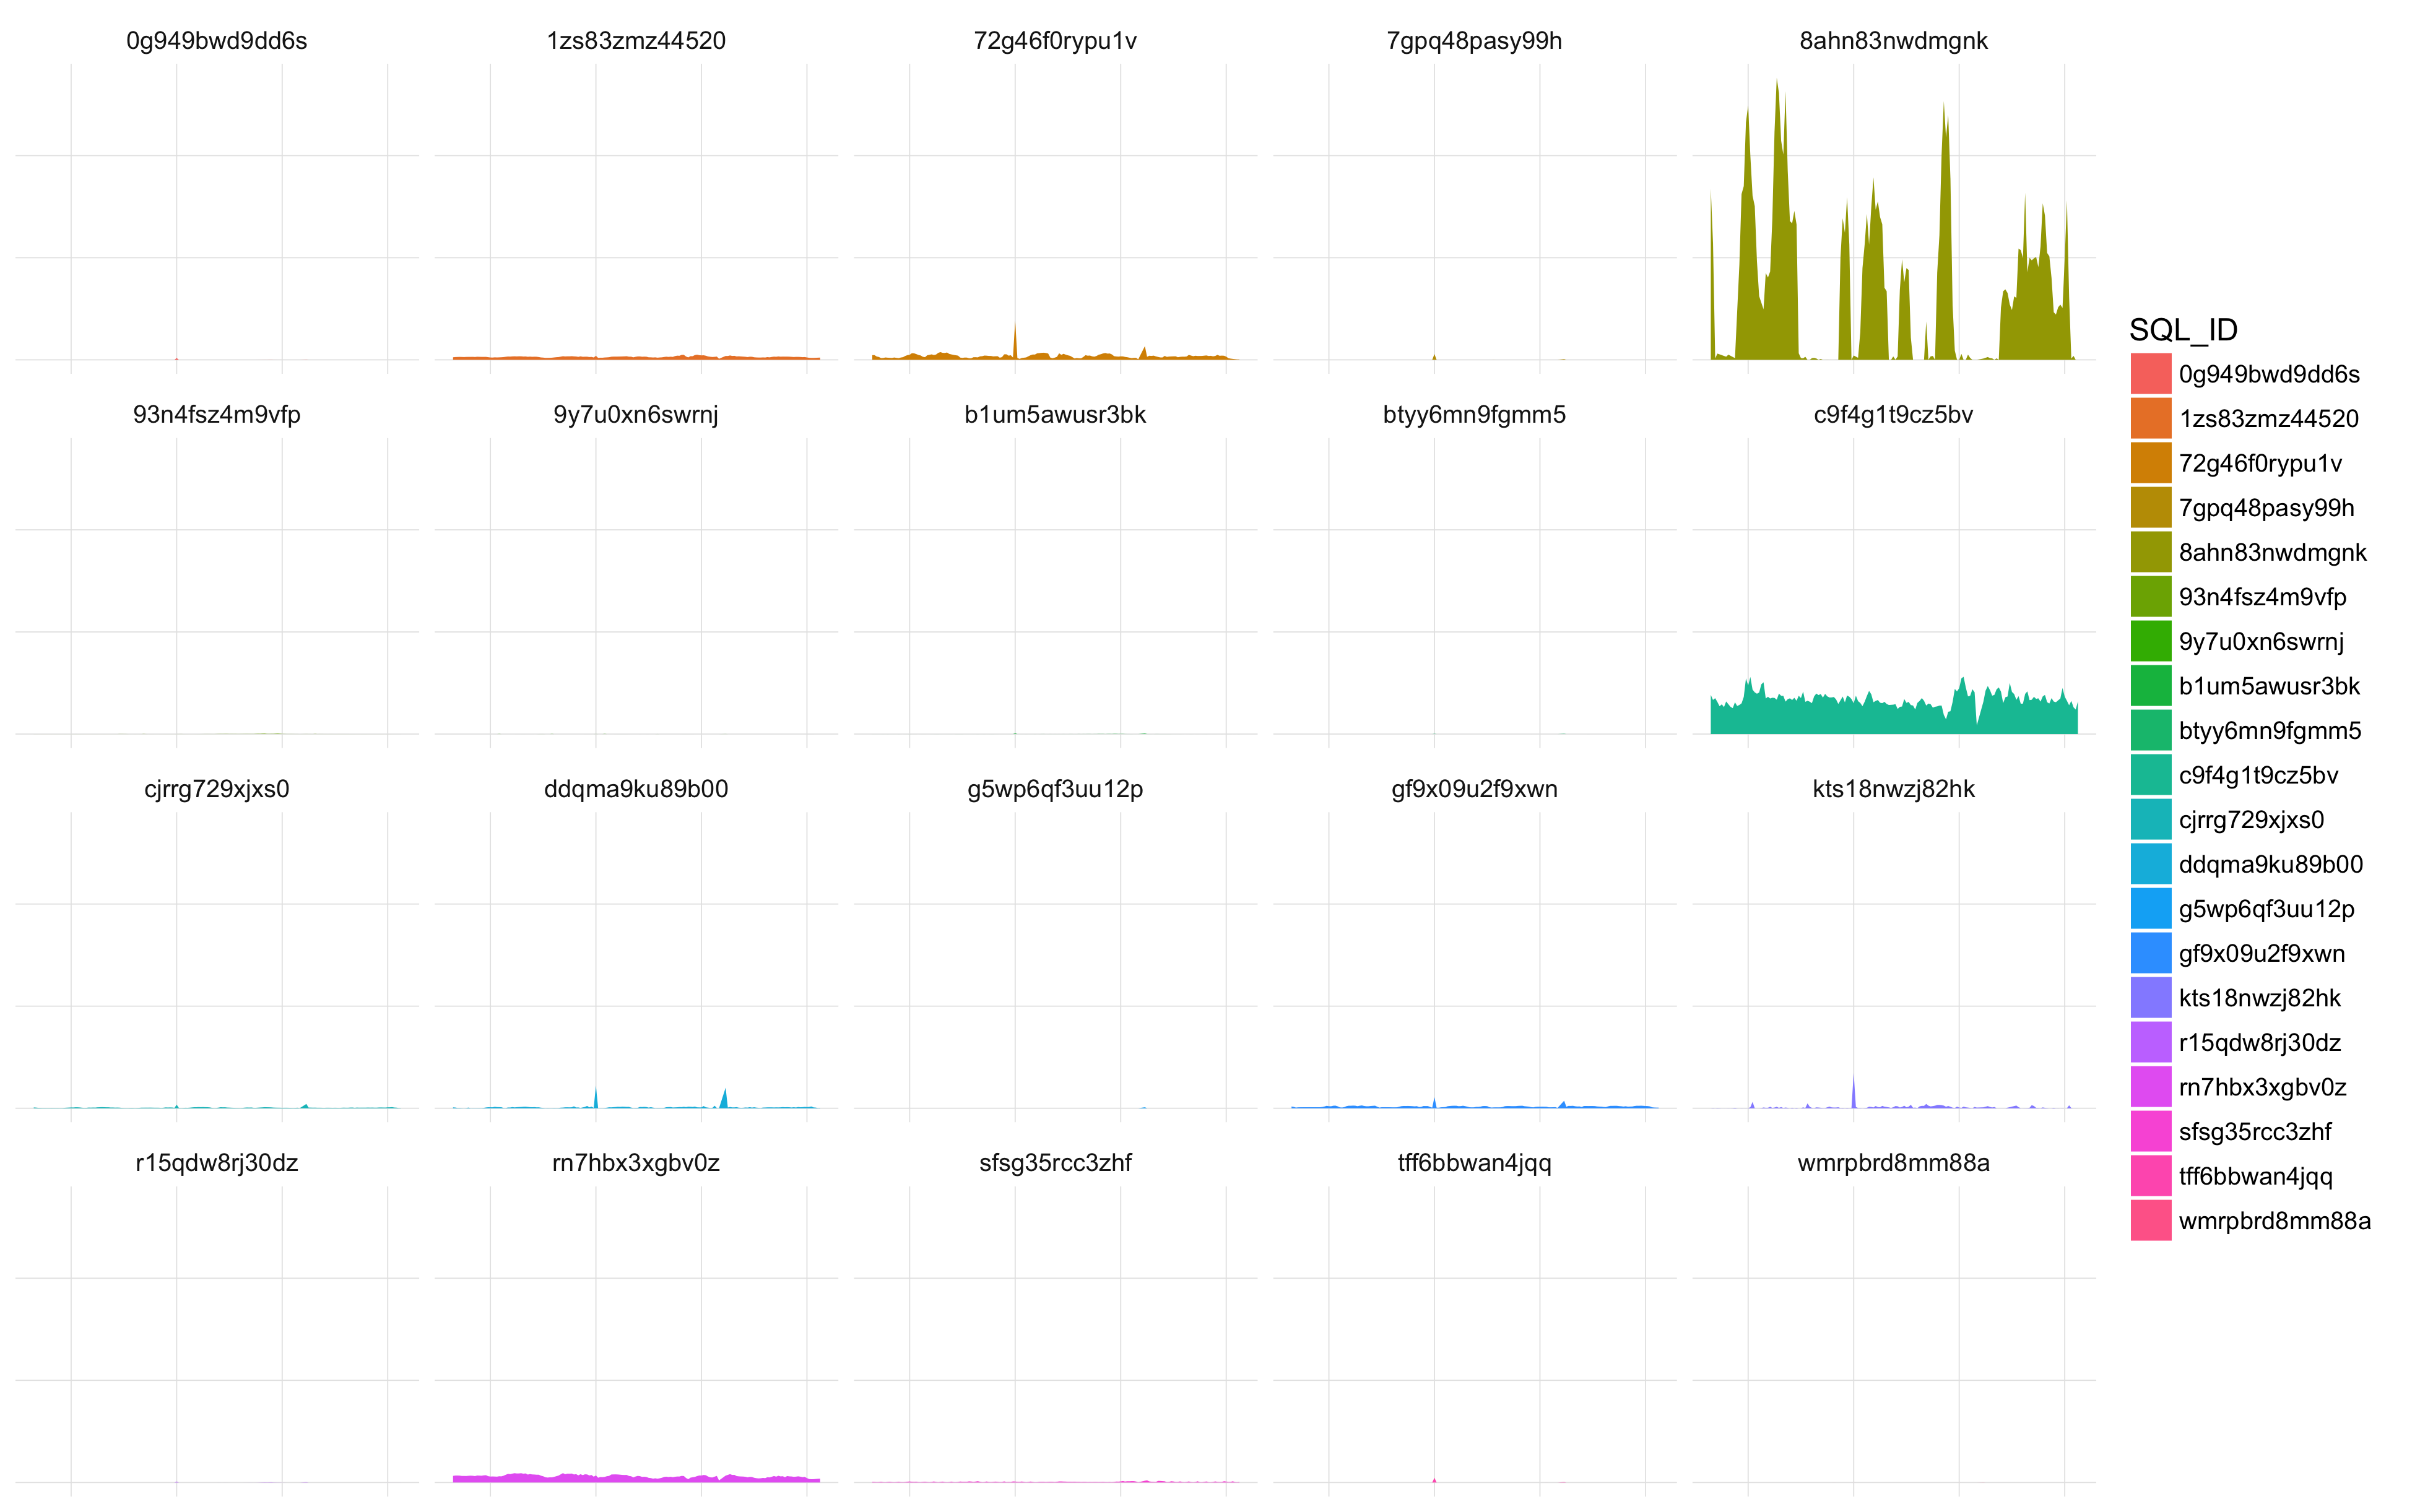 0g949bwd9dd6s 1zs83zmz44520 72g46f0rypu1v 7gpq48pasy99h 8ahn83nwdmgnk
93n4fsz4m9vfp 9y7u0xn6swrnj b1um5awusr3bk btyy6mn9fgmm5 c9f4g1t9cz5bv
cjrrg729xjxs0 ddqma9ku89b00 g5wp6qf3uu12p gf9x09u2f9xwn kts18nwzj82hk
r15qdw8rj30dz rn7hbx3xgbv0z sfsg35rcc3zhf tff6bbwan4jqq wmrpbrd8mm88a
SQL_ID
0g949bwd9dd6s
1zs83zmz44520
72g46f0rypu1v
7gpq48pasy99h
8ahn83nwdmgnk
93n4fsz4m9vfp
9y7u0xn6swrnj
b1um5awusr3bk
btyy6mn9fgmm5
c9f4g1t9cz5bv
cjrrg729xjxs0
ddqma9ku89b00
g5wp6qf3uu12p
gf9x09u2f9xwn
kts18nwzj82hk
r15qdw8rj30dz
rn7hbx3xgbv0z
sfsg35rcc3zhf
tff6bbwan4jqq
wmrpbrd8mm88a